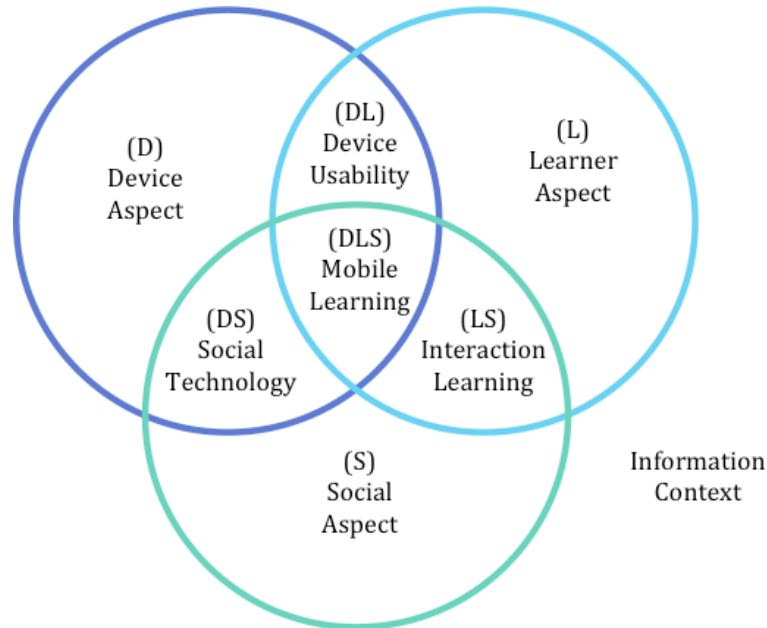 (D)
Device
Aspect
(DL)
Device
Usability
(L)
Learner
Aspect
(DLS)
Mobile
Learning
(DS)
Social
Technology
(LS)
Interaction
Learning
(S)
Social
Aspect
Information
Context